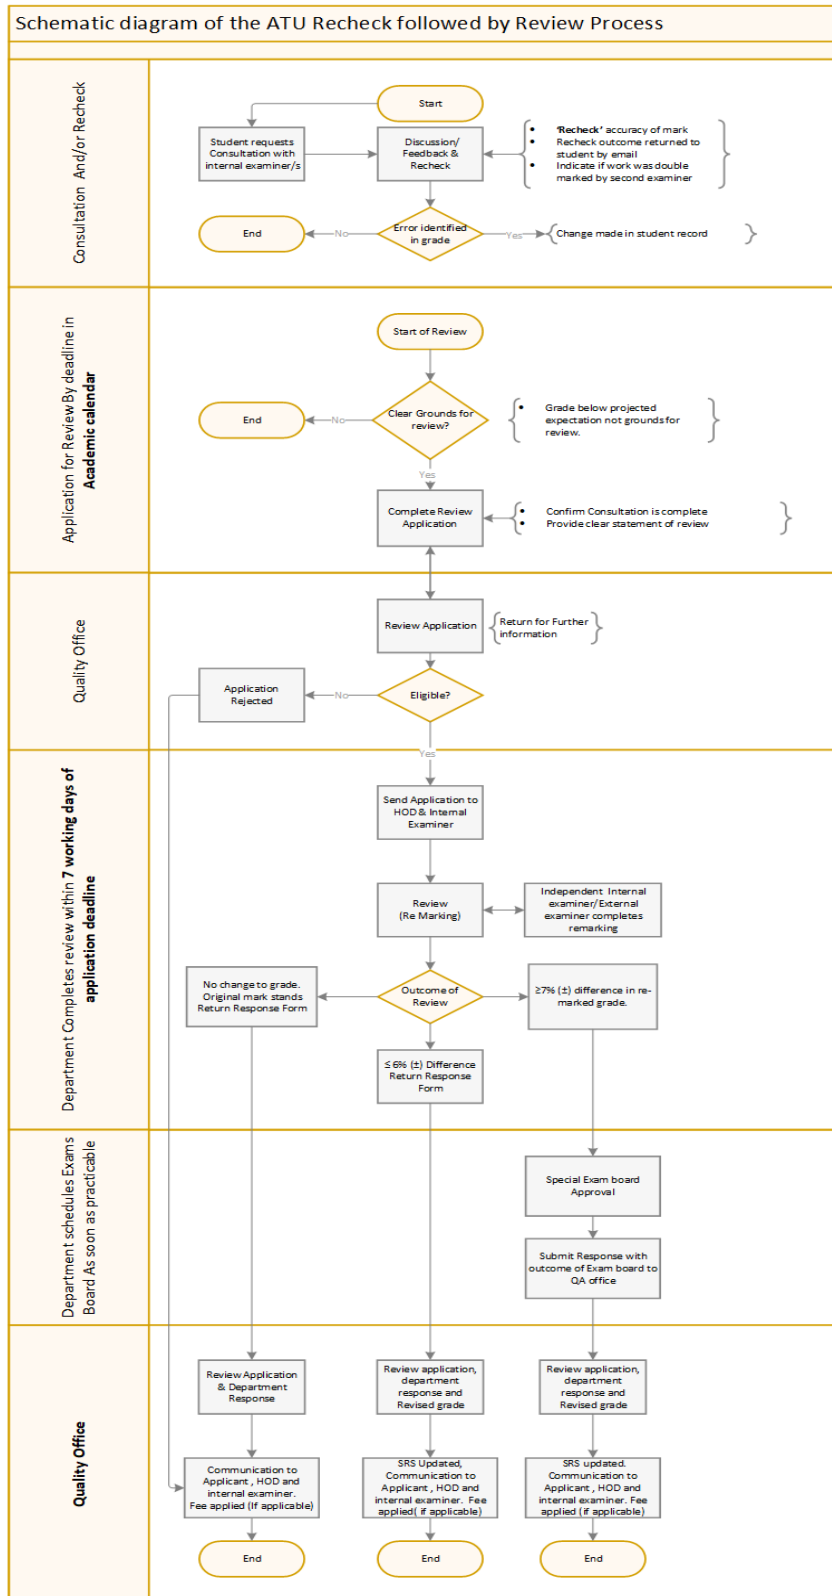 Schematic diagram of the ATU Recheck followed by Review Process
Consultation And/or Recheck
Start
Student requests
Consultation with
internal examiner/s
Discussion/
Feedback &
Recheck
• 'Recheck' accuracy of mark
• Recheck outcome returned to
student by email
• Indicate if work was double
marked by second examiner
End
No
Error identified
in grade
Yes
Change made in student record
Application for Review By deadline in
Academic calendar
Start of Review
End
No
Clear Grounds for
review?
• Grade below projected
expectation not grounds for
review.
Yes
Complete Review
Application
• Confirm Consultation is complete
• Provide clear statement of review
Quality Office
Review Application
Return for Further
information
Application
Rejected
No
Eligible?
Yes
Department Completes review within 7 working days of
application deadline
Send Application to
HOD & Internal
Examiner
Review
(Re Marking)
Independent Internal
examiner/External
examiner completes
remarking
No change to grade.
Original mark stands
Return Response Form
Outcome of
Review
≥7% (±) difference in re-
marked grade.
≤6% (±) Difference
Return Response
Form
Department schedules Exams
Board As soon as practicable
Special Exam board
Approval
Submit Response with
outcome of Exam board to
QA office
Quality Office
Review Application
& Department
Response
Review application,
department
response and
Revised grade
Review application,
department
response and
Revised grade
Communication to
Applicant , HOD and
internal examiner.
Fee applied (If applicable)
SRS Updated,
Communication to
Applicant , HOD and
internal examiner. Fee
applied( if applicable)
SRS updated.
Communication to
Applicant , HOD and
internal examiner. Fee
applied (if applicable)
End
End
End